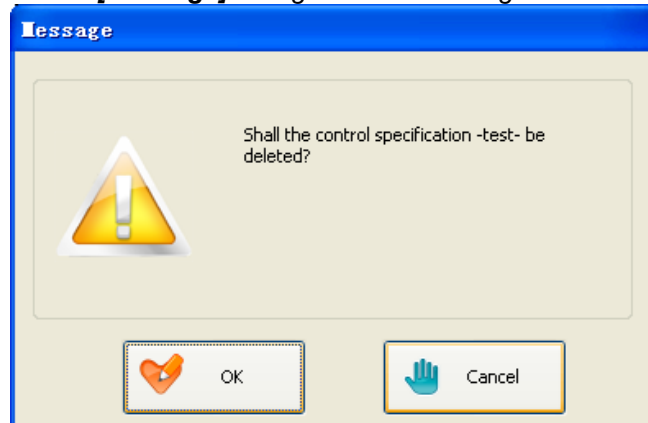 Message
Shall the control specification -test- be
deleted?
OK
Cancel